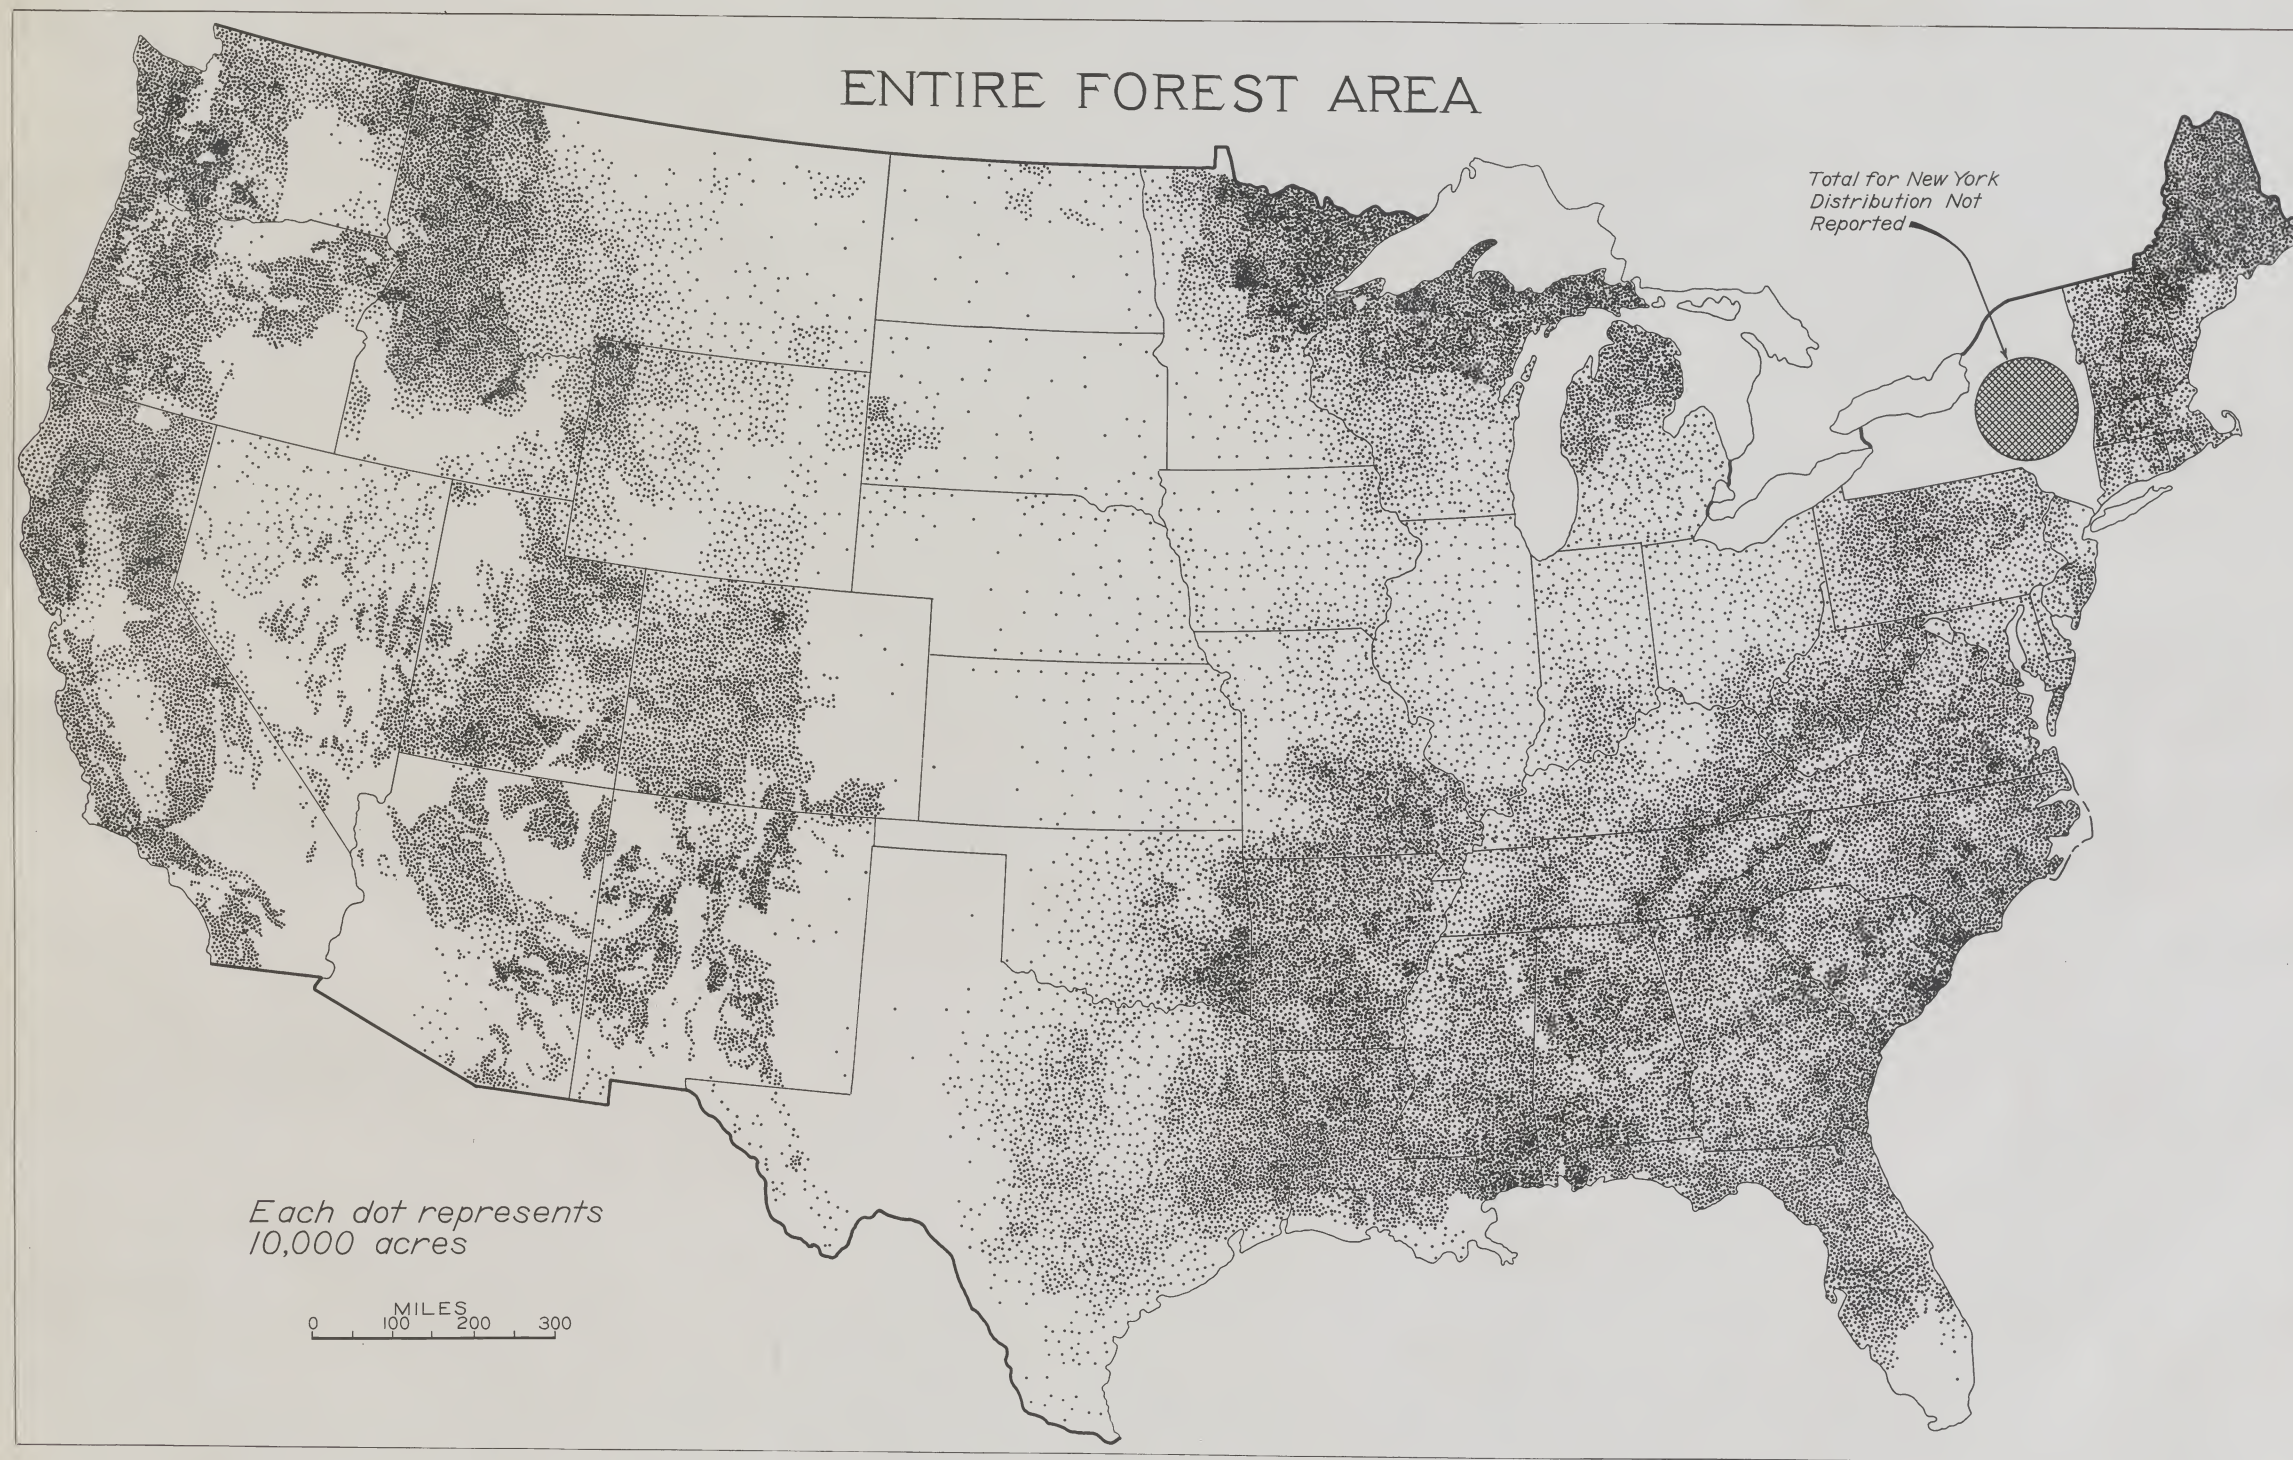 ENTIRE FOREST AREA
Total for New York
Distribution Not
Reported
Each dot represents
10,000 acres
MILES
0 100 200 300